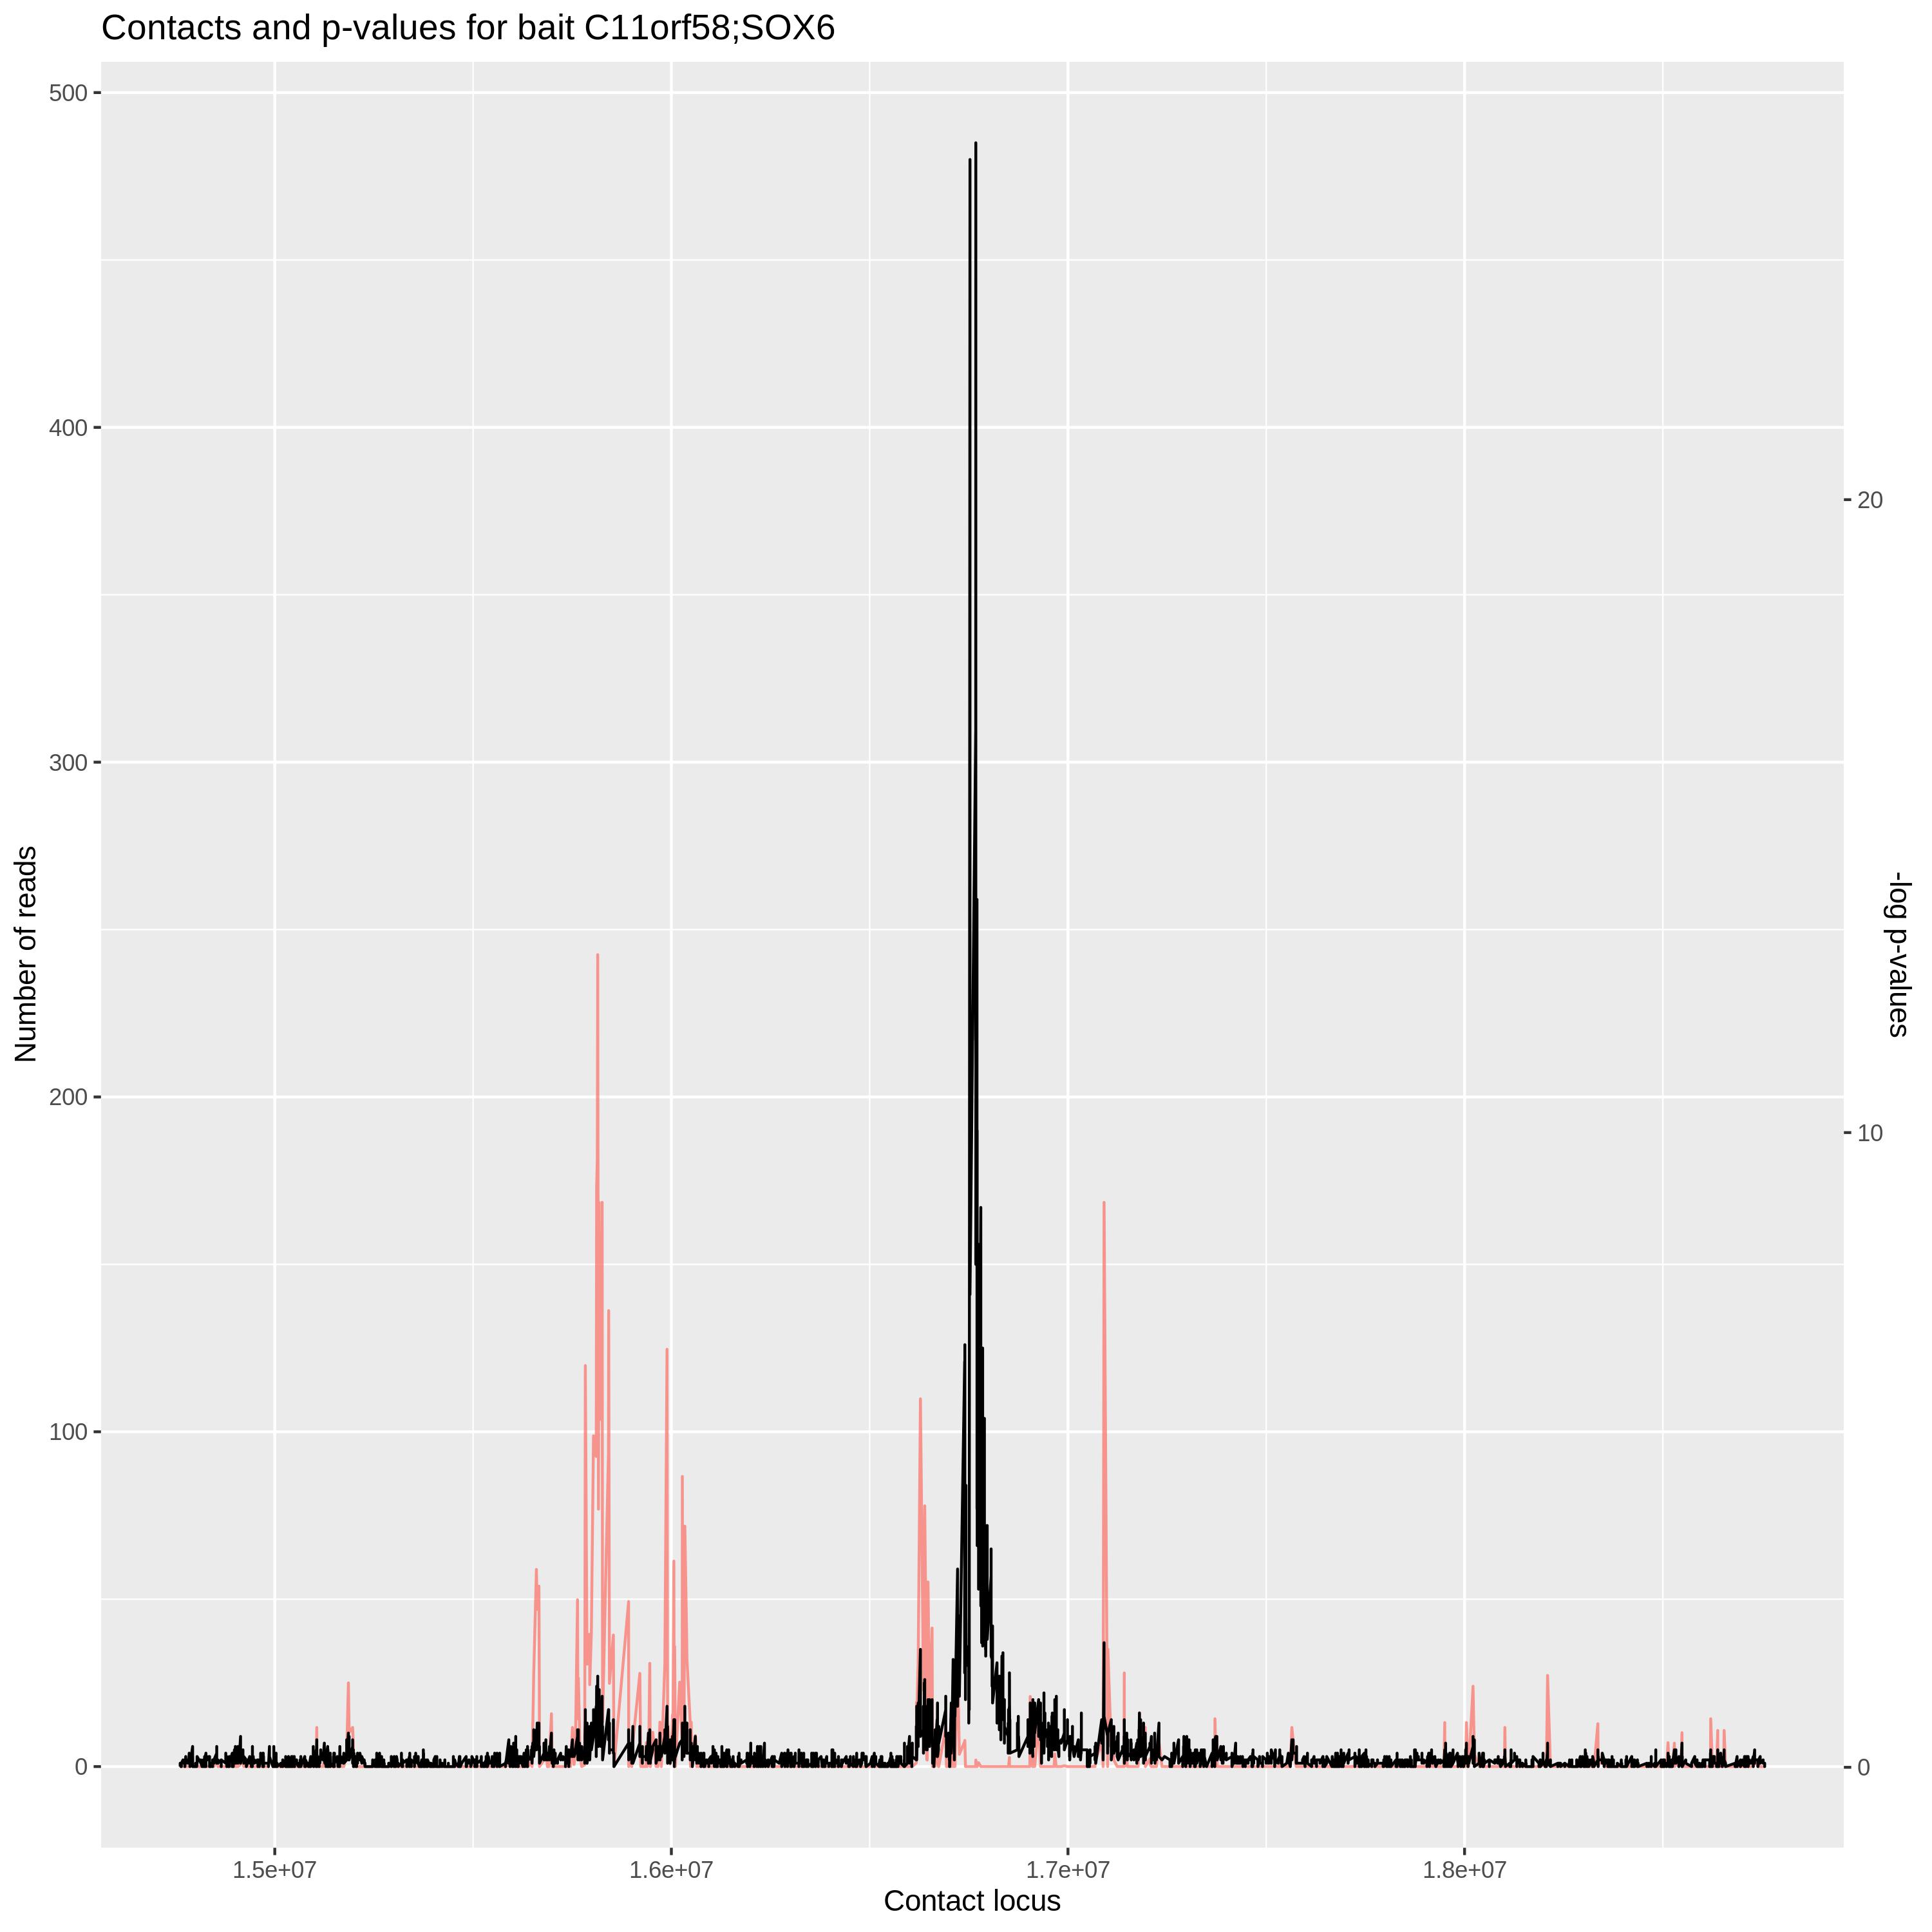 Contacts and p-values for bait C11orf58;SOX6
500
400
300
200
100
0
Number of reads
20
10
0
-log p-values
1.5e+07
1.6e+07
1.7e+07
1.8e+07
Contact locus